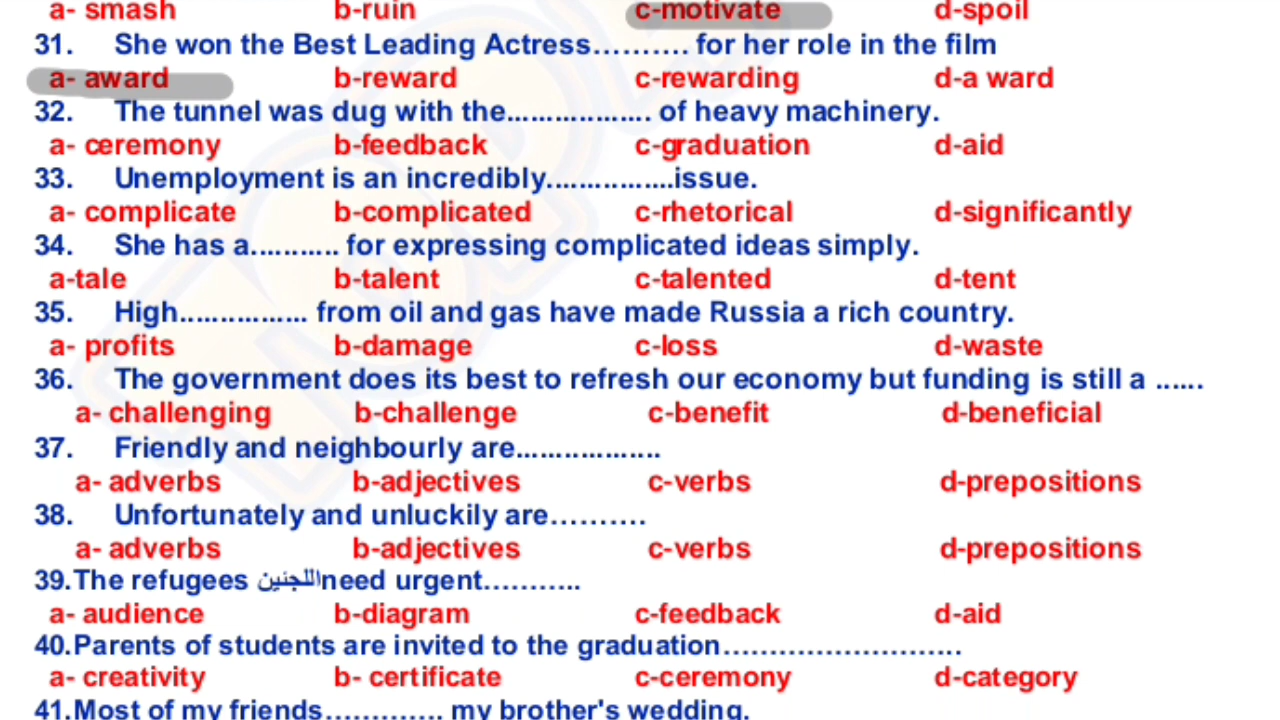 a- smash b-ruin c-motivate d-spoil
31. She won the Best Leading Actress.......... for her role in the film
a- award b-reward c-rewarding d-a ward
32. The tunnel was dug with the.................. of heavy machinery.
a- ceremony b-feedback c-graduation d-aid
33. Unemployment is an incredibly................issue.
a- complicate b-complicated c-rhetorical d-significantly
34. She has a........... for expressing complicated ideas simply.
a-tale b-talent c-talented d-tent
35. High................ from oil and gas have made Russia a rich country.
a- profits b-damage c-loss d-waste
36. The government does its best to refresh our economy but funding is still a ......
a- challenging b-challenge c-benefit d-beneficial
37. Friendly and neighbourly are..................
a- adverbs b-adjectives c-verbs d-prepositions
38. Unfortunately and unluckily are..........
a- adverbs b-adjectives c-verbs d-prepositions
39.The refugees اللجنين need urgent...........
a- audience b-diagram c-feedback d-aid
40.Parents of students are invited to the graduation..........................
a- creativity b- certificate c-ceremony d-category
41.Most of my friends............. my brother's wedding.